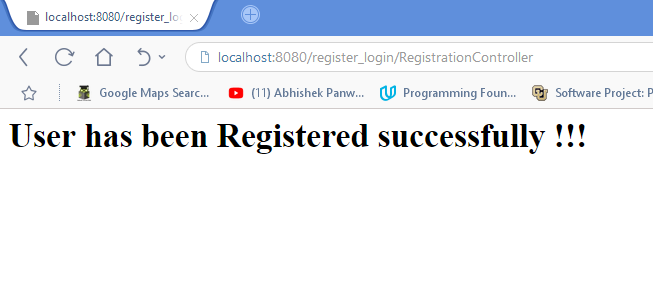 localhost:8080/register_lo
localhost:8080/register_login/RegistrationController
Google Maps Searc... (11) Abhishek Panw... Programming Foun... Software Project: P
User has been Registered successfully !!!